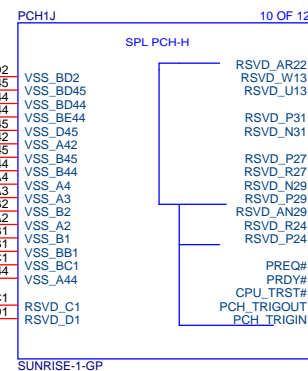 PCH1J
10 OF 12
SPL PCH-H
VSS_BD2
VSS_BD45
VSS_BD44
VSS_BE44
VSS_D45
VSS_A42
VSS_B45
VSS_B44
VSS_A4
VSS_A3
VSS_B2
VSS_A2
VSS_B1
VSS_BB1
VSS_BC1
VSS_A44
RSVD_C1
RSVD_D1
RSVD_AR22
RSVD_W13
RSVD_U13
RSVD_P31
RSVD_N31
RSVD_P27
RSVD_R27
RSVD_N29
RSVD_P29
RSVD_AN29
RSVD_R24
RSVD_P24
PREQ#
PRDY#
CPU_TRST#
PCH_TRIGOUT
PCH_TRIGIN
SUNRISE-1-GP